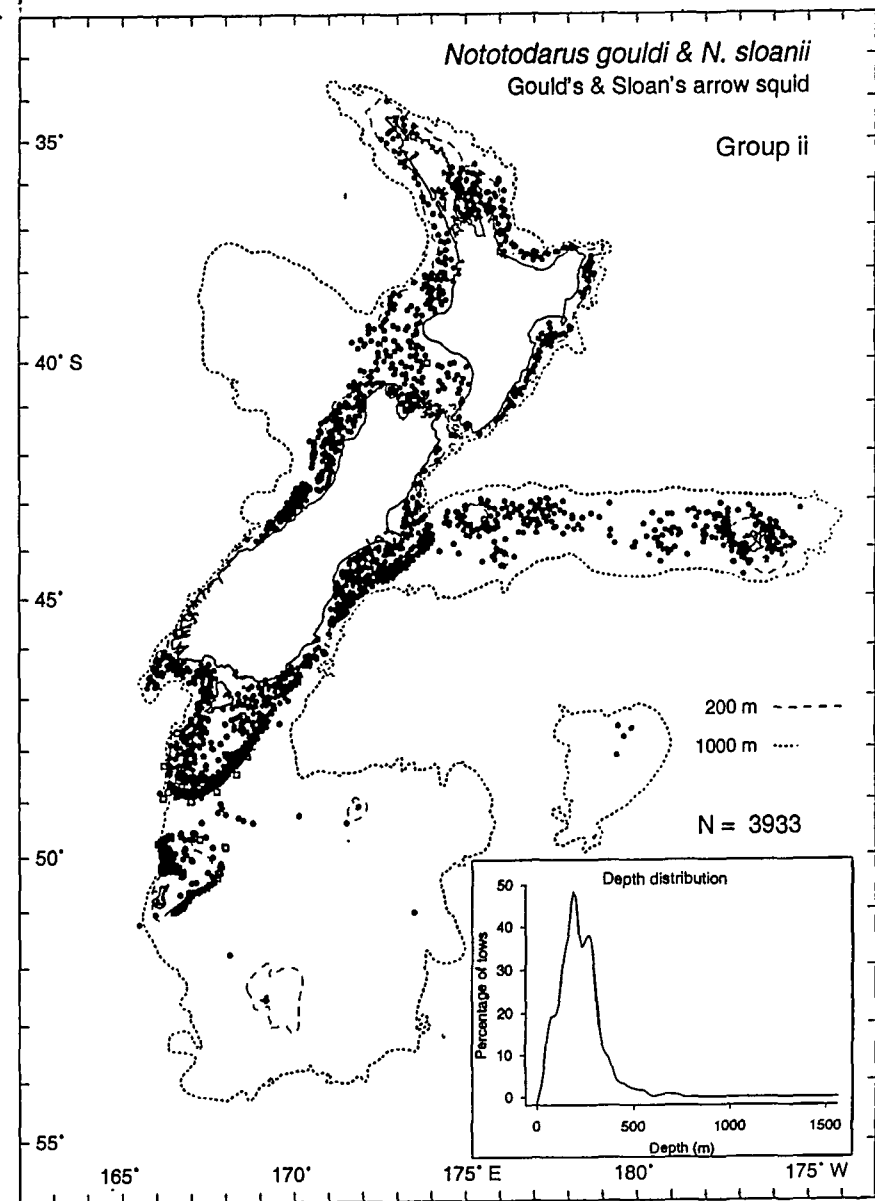 Nototodarus gouldi & N. sloanii
Gould's & Sloan's arrow squid
Group ii
35°
40° S
45°
50°
55°
200 m
1000 m
N = 3933
Depth distribution
Percentage of tows
50
40
30
20
10
0
0 500 1000 1500
Depth (m)
165° 170° 175° E 180° 175° W